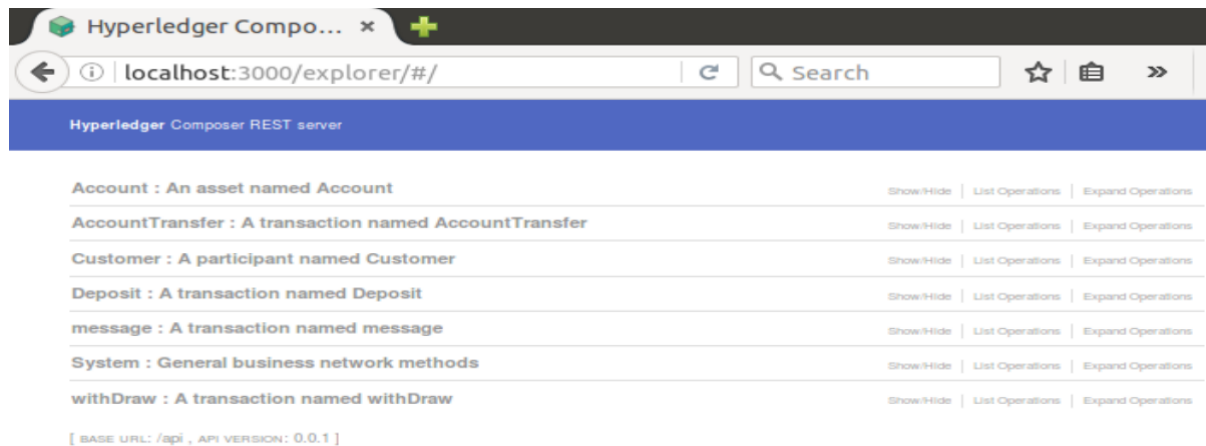 Hyperledger Compo... ×
localhost:3000/explorer/#/ Search
Hyperledger Composer REST server
Account : An asset named Account Show/Hide | List Operations | Expand Operations
AccountTransfer : A transaction named AccountTransfer Show/Hide | List Operations | Expand Operations
Customer : A participant named Customer Show/Hide | List Operations | Expand Operations
Deposit : A transaction named Deposit Show/Hide | List Operations | Expand Operations
message : A transaction named message Show/Hide | List Operations | Expand Operations
System : General business network methods Show/Hide | List Operations | Expand Operations
withDraw : A transaction named withDraw Show/Hide | List Operations | Expand Operations
[ BASE URL: /api , API VERSION: 0.0.1 ]